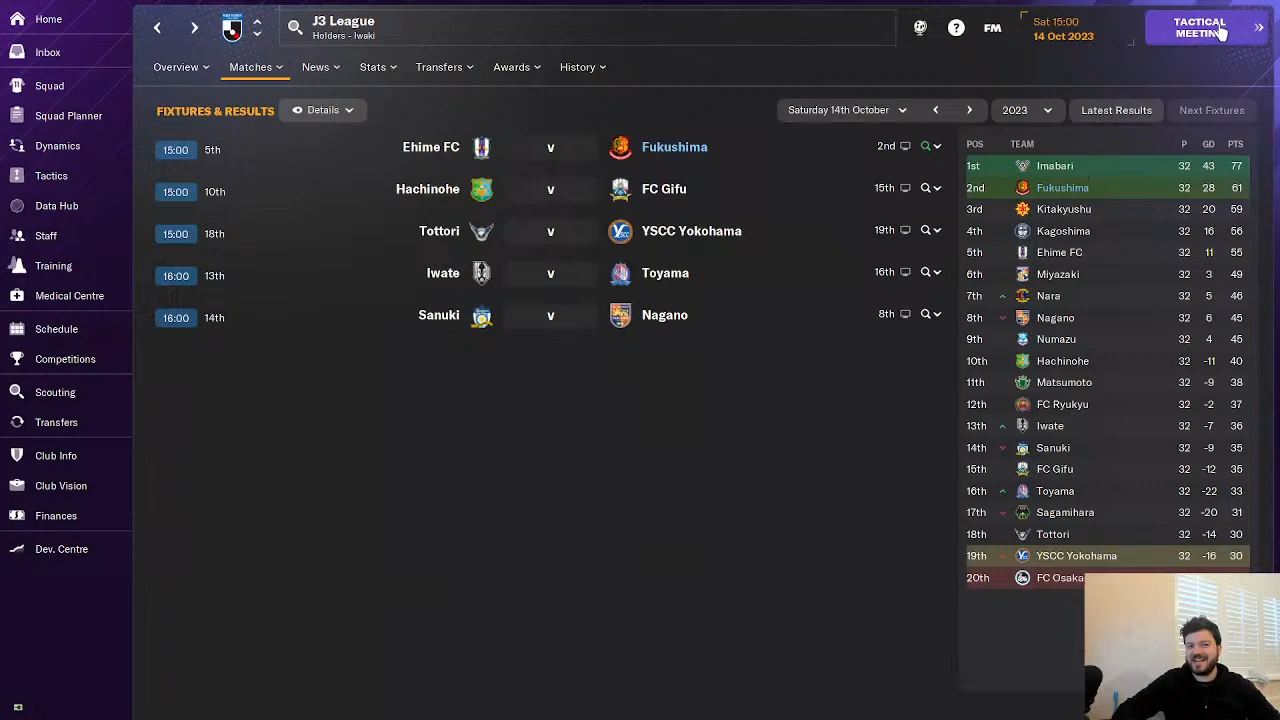 Home
Inbox
Squad
Squad Planner
Dynamics
Tactics
Data Hub
Staff
Training
Medical Centre
Schedule
Competitions
Scouting
Transfers
Club Info
Club Vision
Finances
Dev. Centre
J3 League
Holders - Iwaki
?
FM
Sat 15:00
14 Oct 2023
TACTICAL
MEETING
Overview Matches News Stats Transfers Awards History
FIXTURES & RESULTS Details
Saturday 14th October 2023 Latest Results Next Fixtures
15:00 5th Ehime FC v Fukushima 2nd
15:00 10th Hachinohe v FC Gifu 15th
15:00 18th Tottori v YSCC Yokohama 19th
16:00 13th Iwate v Toyama 16th
16:00 14th Sanuki v Nagano 8th
POS TEAM P GD PTS
1st Imabari 32 43 77
2nd Fukushima 32 28 61
3rd Kitakyushu 32 20 59
4th Kagoshima 32 16 56
5th Ehime FC 32 11 55
6th Miyazaki 32 3 49
7th Nara 32 5 46
8th Nagano 32 6 45
9th Numazu 32 4 45
10th Hachinohe 32 -11 40
11th Matsumoto 32 -9 38
12th FC Ryukyu 32 -2 37
13th Iwate 32 -7 36
14th Sanuki 32 -9 35
15th FC Gifu 32 -12 35
16th Toyama 32 -22 33
17th Sagamihara 32 -20 31
18th Tottori 32 -14 30
19th YSCC Yokohama 32 -16 30
20th FC Osaka